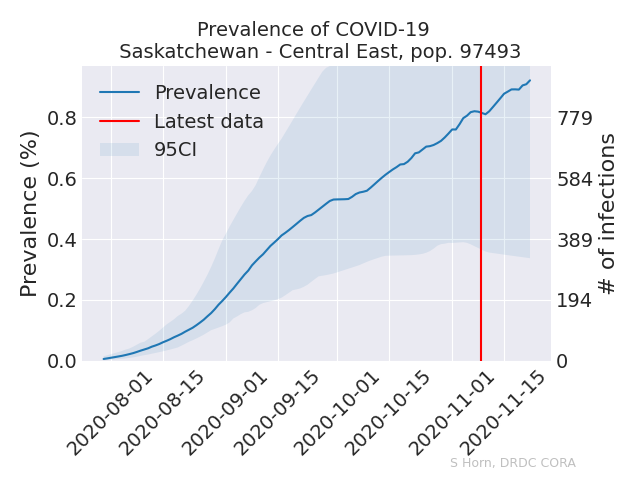 Prevalence of COVID-19
Saskatchewan - Central East, pop. 97493
Prevalence
Latest data
95CI
Prevalence (%)
0.8
0.6
0.4
0.2
0.0
779
584
389
194
0
# of infections
2020-08-01
2020-08-15
2020-09-01
2020-09-15
2020-10-01
2020-10-15
2020-11-01
2020-11-15
S Horn, DRDC CORA